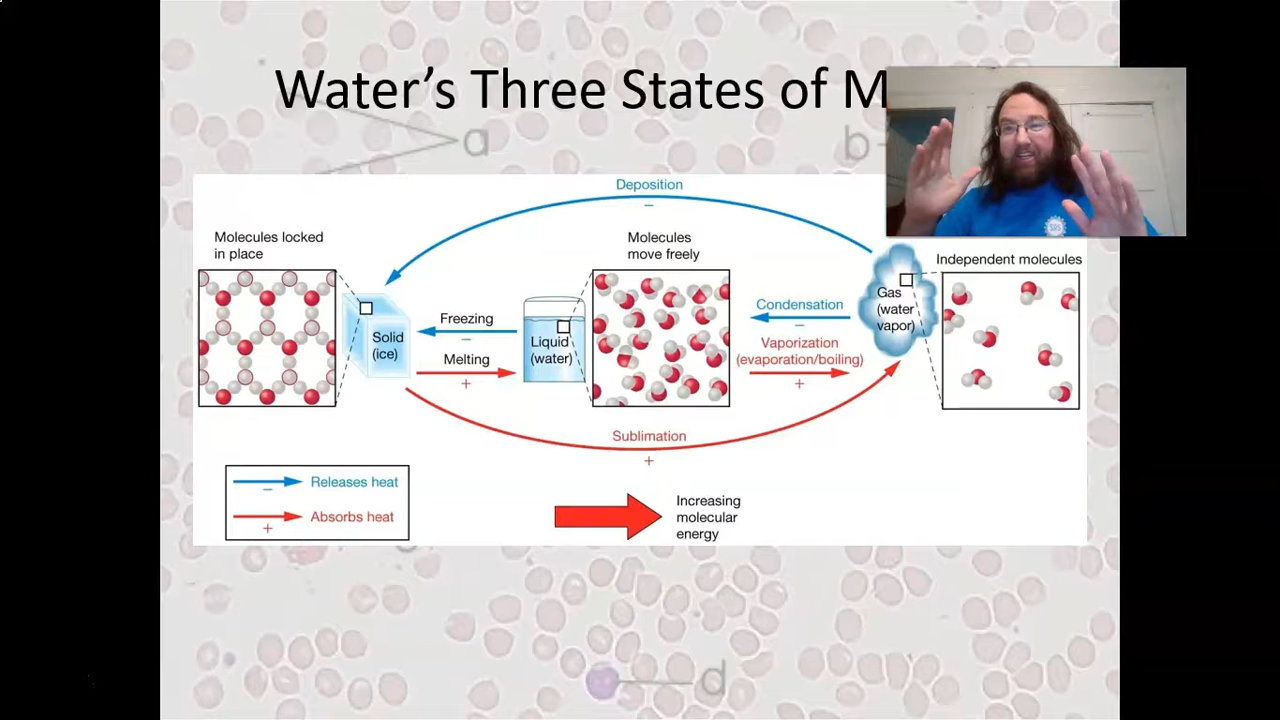 Water's Three States of M
a
b
Deposition
−
Molecules locked
in place
Molecules
move freely
Independent molecules
Freezing
−
Melting
+
Solid
(ice)
Liquid
(water)
Condensation
−
Vaporization
(evaporation/boiling)
+
Gas
(water
vapor)
Sublimation
+
− Releases heat
+ Absorbs heat
Increasing
molecular
energy
d